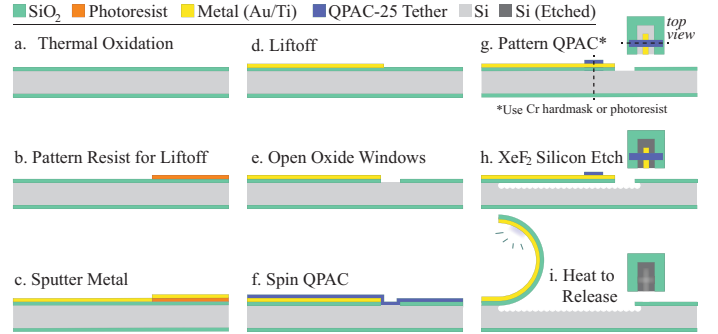 SiO₂ Photoresist Metal (Au/Ti) QPAC-25 Tether Si Si (Etched)
a. Thermal Oxidation
d. Liftoff
g. Pattern QPAC*
top
view
*Use Cr hardmask or photoresist
b. Pattern Resist for Liftoff
e. Open Oxide Windows
h. XeF₂ Silicon Etch
c. Sputter Metal
f. Spin QPAC
i. Heat to
Release